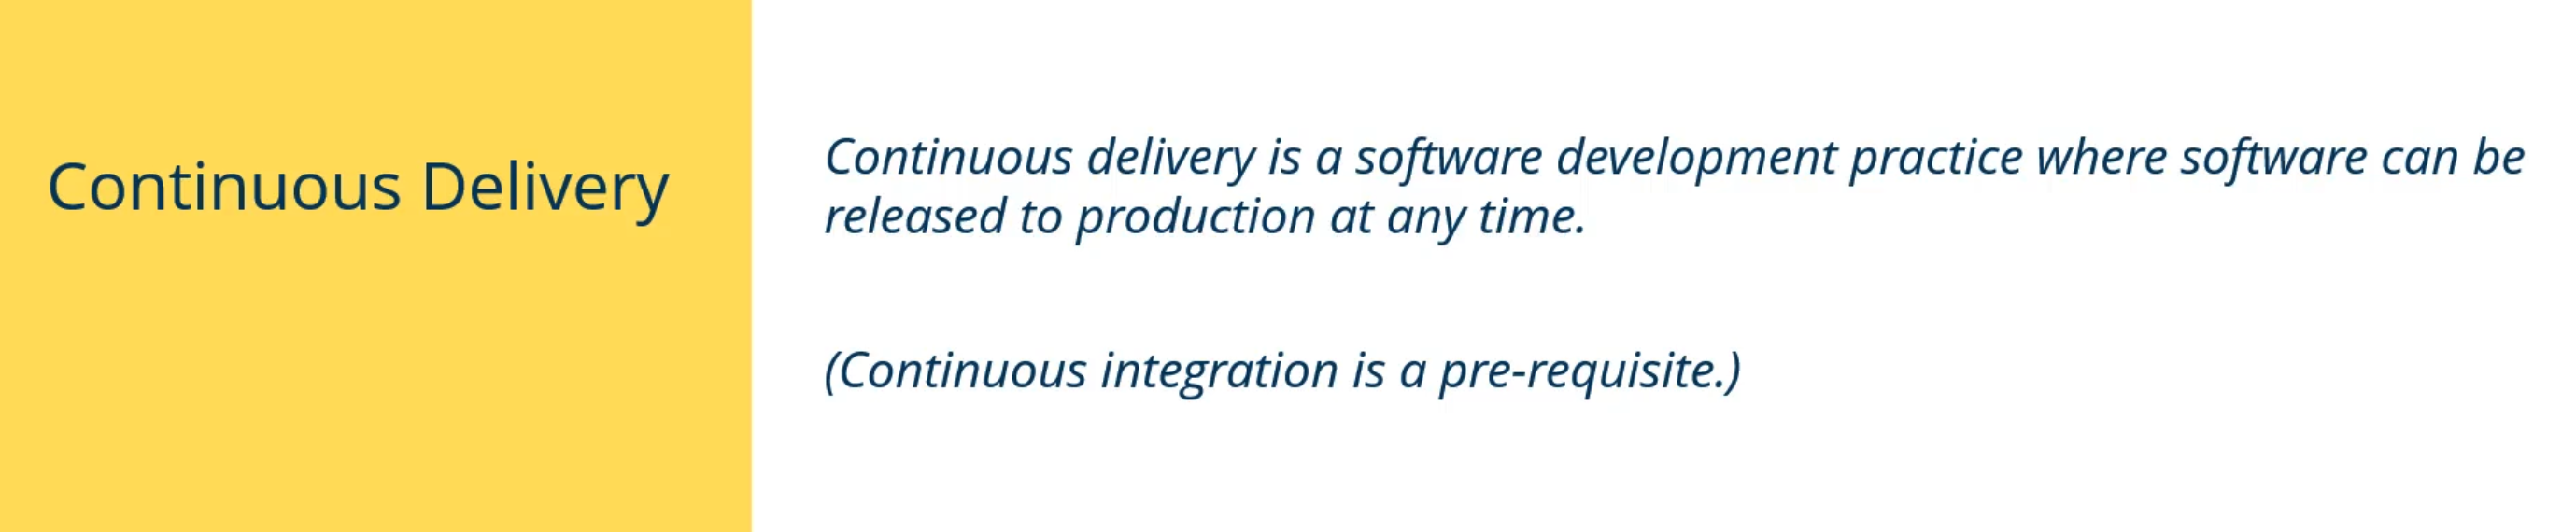 Continuous Delivery
Continuous delivery is a software development practice where software can be
released to production at any time.
(Continuous integration is a pre-requisite.)